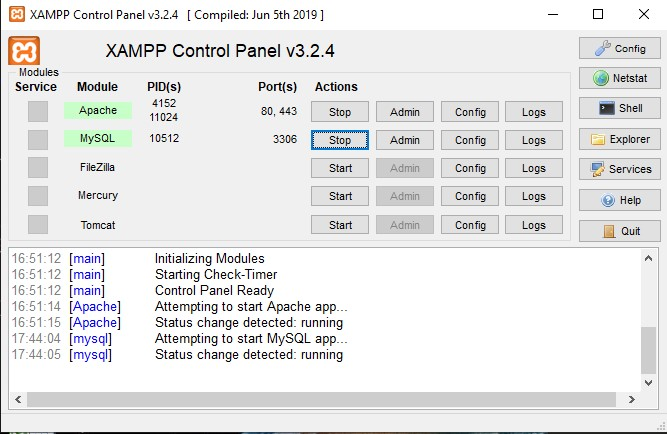 XAMPP Control Panel v3.2.4 [ Compiled: Jun 5th 2019 ]
XAMPP Control Panel v3.2.4
Config
Modules
Service Module PID(s) Port(s) Actions
Netstat
Apache 4152 11024 80, 443 Stop Admin Config Logs
Shell
MySQL 10512 3306 Stop Admin Config Logs
Explorer
FileZilla Start Admin Config Logs
Services
Mercury Start Admin Config Logs
Help
Tomcat Start Admin Config Logs
Quit
16:51:12 [main] Initializing Modules
16:51:12 [main] Starting Check-Timer
16:51:12 [main] Control Panel Ready
16:51:14 [Apache] Attempting to start Apache app...
16:51:15 [Apache] Status change detected: running
17:44:04 [mysql] Attempting to start MySQL app...
17:44:05 [mysql] Status change detected: running